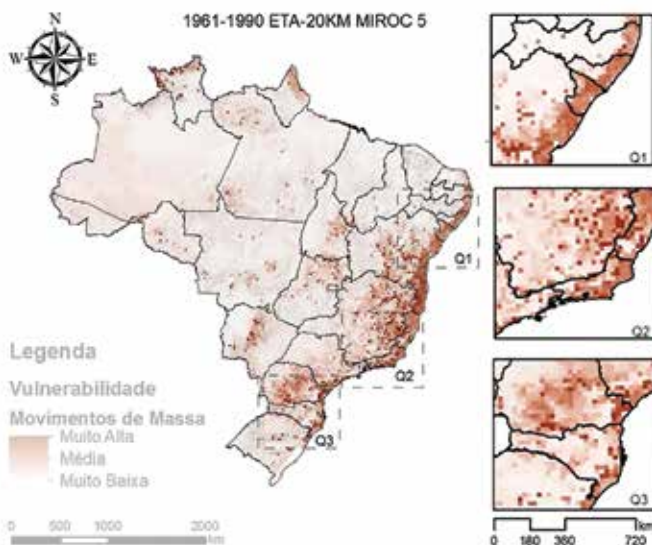 1961-1990 ETA-20KM MIROC 5
N
W E
S
Q1
Q2
Q3
Legenda
Vulnerabilidade
Movimentos de Massa
Muito Alta
Média
Muito Baixa
0 500 1000 2000
km
Q1
Q2
Q3
0 180 360 720
km